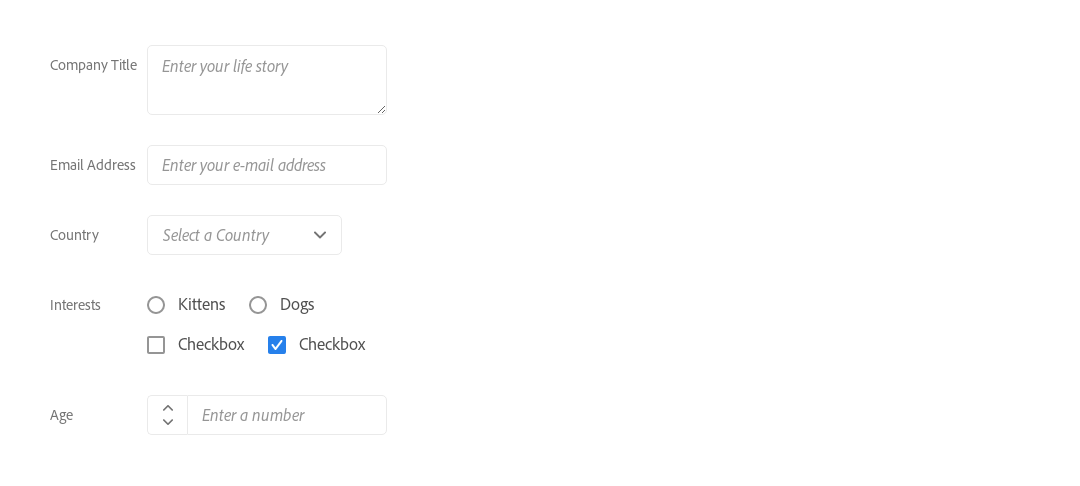 Company Title
Enter your life story
Email Address
Enter your e-mail address
Country
Select a Country
Interests
Kittens Dogs
Checkbox Checkbox
Age
Enter a number